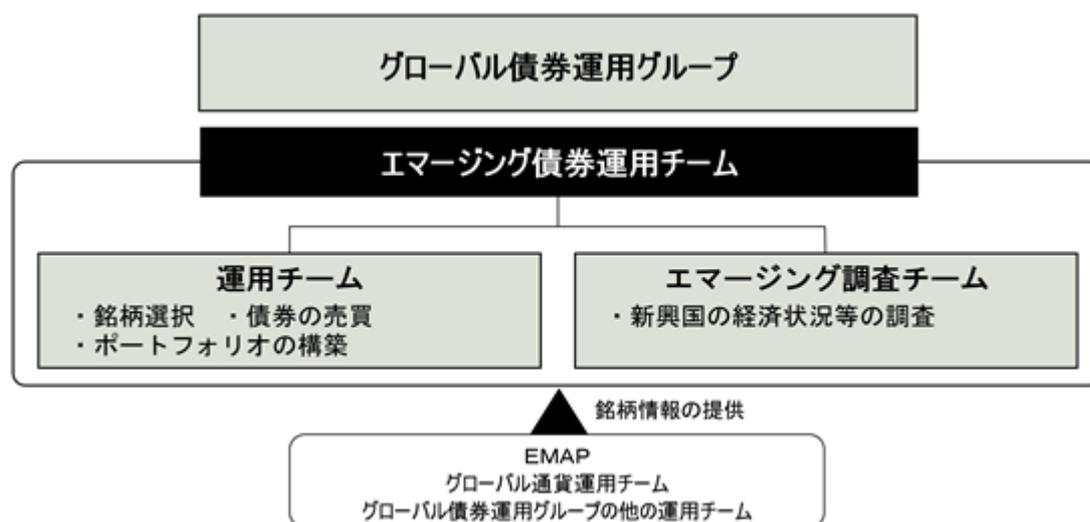 グローバル債券運用グループ
エマージング債券運用チーム
運用チーム
・銘柄選択　・債券の売買
・ポートフォリオの構築
エマージング調査チーム
・新興国の経済状況等の調査
銘柄情報の提供
EMAP
グローバル通貨運用チーム
グローバル債券運用グループの他の運用チーム